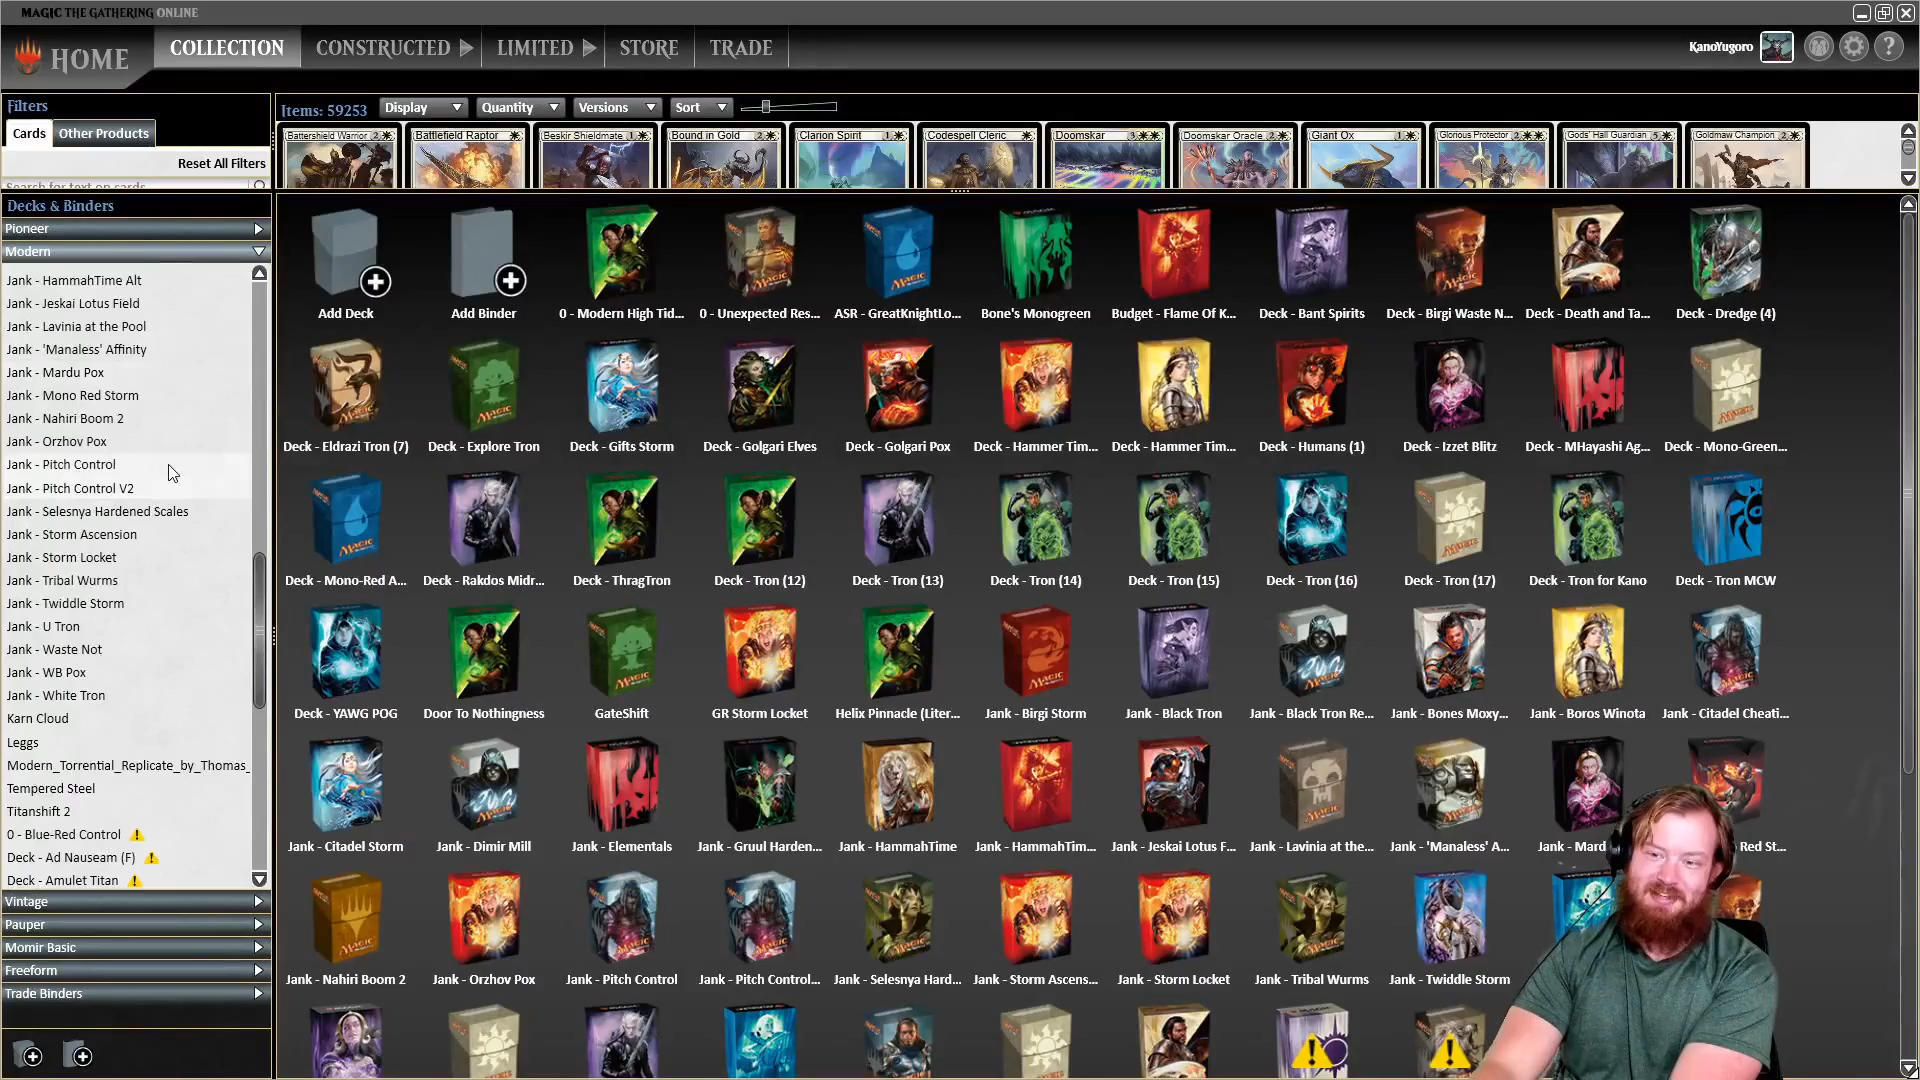 MAGIC THE GATHERING ONLINE
HOME
COLLECTION
CONSTRUCTED
LIMITED
STORE
TRADE
KanoYugoro
Filters
Cards
Other Products
Reset All Filters
Search for text on cards
Items: 59253
Display
Quantity
Versions
Sort
Battershield Warrior 2
Battlefield Raptor
Beskir Shieldmate 1
Bound in Gold 2
Clarion Spirit 1
Codespell Cleric
Doomskar 3
Doomskar Oracle 2
Giant Ox 1
Glorious Protector 2
Gods' Hall Guardian 5
Goldmaw Champion 2
Decks & Binders
Pioneer
Modern
Jank - HammahTime Alt
Jank - Jeskai Lotus Field
Jank - Lavinia at the Pool
Jank - 'Manaless' Affinity
Jank - Mardu Pox
Jank - Mono Red Storm
Jank - Nahiri Boom 2
Jank - Orzhov Pox
Jank - Pitch Control
Jank - Pitch Control V2
Jank - Selesnya Hardened Scales
Jank - Storm Ascension
Jank - Storm Locket
Jank - Tribal Wurms
Jank - Twiddle Storm
Jank - U Tron
Jank - Waste Not
Jank - WB Pox
Jank - White Tron
Karn Cloud
Leggs
Modern_Torrential_Replicate_by_Thomas_
Tempered Steel
Titanshift 2
0 - Blue-Red Control
Deck - Ad Nauseam (F)
Deck - Amulet Titan
Vintage
Pauper
Momir Basic
Freeform
Trade Binders
Add Deck
Add Binder
0 - Modern High Tid...
0 - Unexpected Res...
ASR - GreatKnightLo...
Bone's Monogreen
Budget - Flame Of K...
Deck - Bant Spirits
Deck - Birgi Waste N...
Deck - Death and Ta...
Deck - Dredge (4)
Deck - Eldrazi Tron (7)
Deck - Explore Tron
Deck - Gifts Storm
Deck - Golgari Elves
Deck - Golgari Pox
Deck - Hammer Tim...
Deck - Hammer Tim...
Deck - Humans (1)
Deck - Izzet Blitz
Deck - MHayashi Ag...
Deck - Mono-Green...
Deck - Mono-Red A...
Deck - Rakdos Midr...
Deck - ThragTron
Deck - Tron (12)
Deck - Tron (13)
Deck - Tron (14)
Deck - Tron (15)
Deck - Tron (16)
Deck - Tron (17)
Deck - Tron for Kano
Deck - Tron MCW
Deck - YAWG POG
Door To Nothingness
GateShift
GR Storm Locket
Helix Pinnacle (Liter...
Jank - Birgi Storm
Jank - Black Tron
Jank - Black Tron Re...
Jank - Bones Moxy...
Jank - Boros Winota
Jank - Citadel Cheati...
Jank - Citadel Storm
Jank - Dimir Mill
Jank - Elementals
Jank - Gruul Harden...
Jank - HammahTime
Jank - HammahTim...
Jank - Jeskai Lotus F...
Jank - Lavinia at the...
Jank - 'Manaless' A...
Jank - Mard
Red St...
Jank - Nahiri Boom 2
Jank - Orzhov Pox
Jank - Pitch Control
Jank - Pitch Control...
Jank - Selesnya Hard...
Jank - Storm Ascens...
Jank - Storm Locket
Jank - Tribal Wurms
Jank - Twiddle Storm